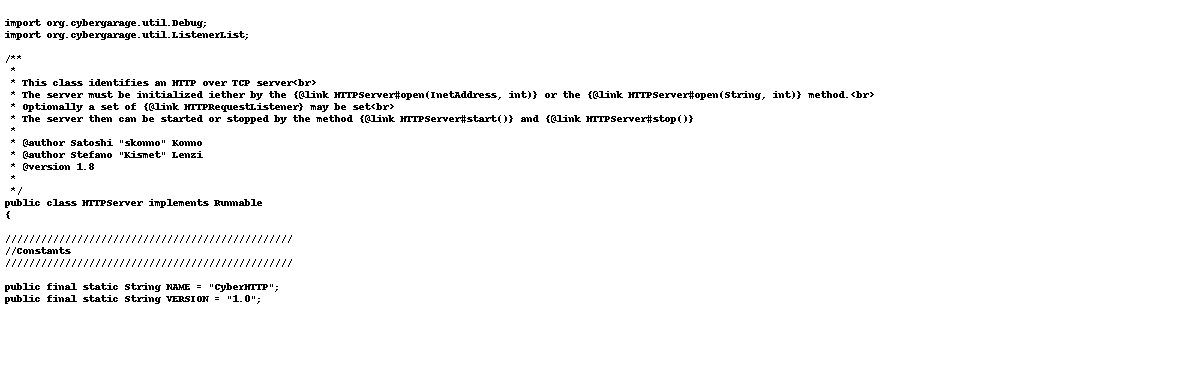 import org.cybergarage.util.Debug;
import org.cybergarage.util.ListenerList;
/**
*
* This class identifies an HTTP over TCP server<br>
* The server must be initialized iether by the {@link HTTPServer#open(InetAddress, int)} or the {@link HTTPServer#open(String, int)} method.<br>
* Optionally a set of {@link HTTPRequestListener} may be set<br>
* The server then can be started or stopped by the method {@link HTTPServer#start()} and {@link HTTPServer#stop()}
*
* @author Satoshi "skonno" Konno
* @author Stefano "Kismet" Lenzi
* @version 1.8
*
*/
public class HTTPServer implements Runnable
{
////////////////////////////////////////////////
//Constants
////////////////////////////////////////////////
public final static String NAME = "CyberHTTP";
public final static String VERSION = "1.0";